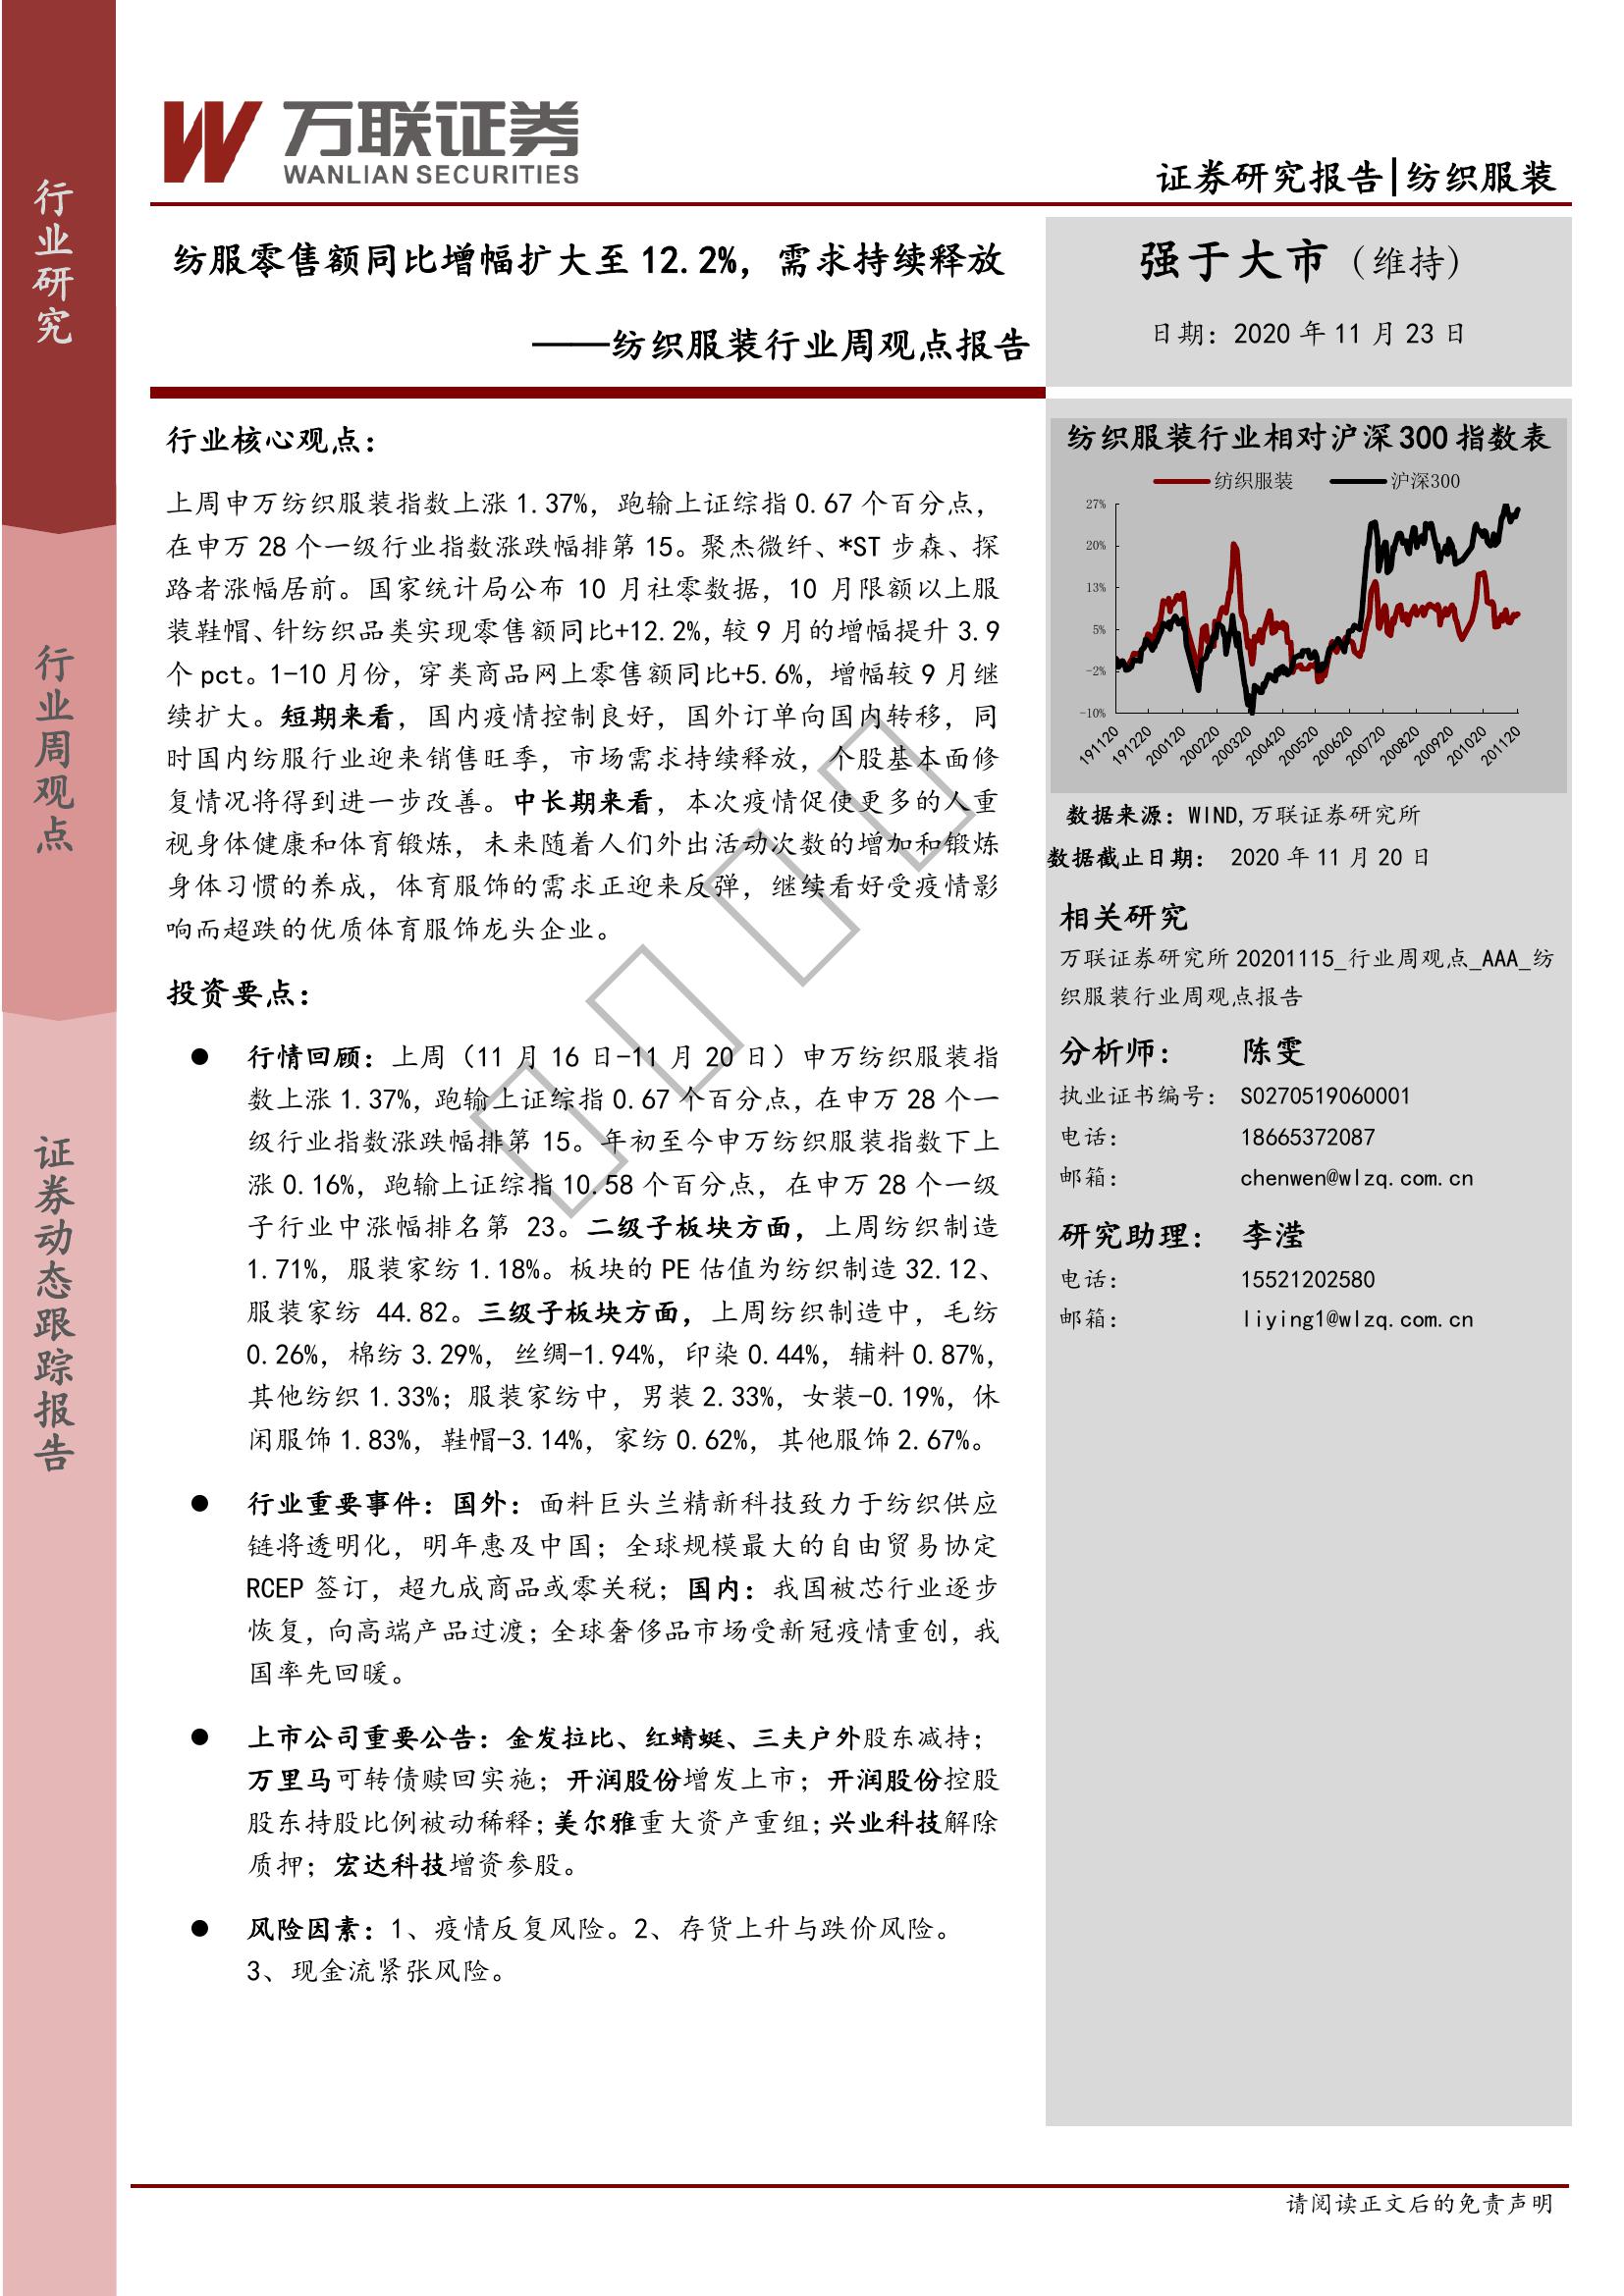 行业研究
行业周观点
证券动态跟踪报告
万联证券
WANLIAN SECURITIES
证券研究报告|纺织服装
纺服零售额同比增幅扩大至 12.2%，需求持续释放
——纺织服装行业周观点报告
强于大市（维持）
日期：2020 年 11 月 23 日
行业核心观点：
上周申万纺织服装指数上涨 1.37%，跑输上证综指 0.67 个百分点，
在申万 28 个一级行业指数涨跌幅排第 15。聚杰微纤、*ST 步森、探
路者涨幅居前。国家统计局公布 10 月社零数据，10 月限额以上服
装鞋帽、针纺织品类实现零售额同比+12.2%,较 9 月的增幅提升 3.9
个 pct。1-10 月份，穿类商品网上零售额同比+5.6%，增幅较 9 月继
续扩大。短期来看，国内疫情控制良好，国外订单向国内转移，同
时国内纺服行业迎来销售旺季，市场需求持续释放，个股基本面修
复情况将得到进一步改善。中长期来看，本次疫情促使更多的人重
视身体健康和体育锻炼，未来随着人们外出活动次数的增加和锻炼
身体习惯的养成，体育服饰的需求正迎来反弹，继续看好受疫情影
响而超跌的优质体育服饰龙头企业。
投资要点：
● 行情回顾：上周（11 月 16 日-11 月 20 日）申万纺织服装指
数上涨 1.37%,跑输上证综指 0.67 个百分点，在申万 28 个一
级行业指数涨跌幅排第 15。年初至今申万纺织服装指数下上
涨 0.16%，跑输上证综指 10.58 个百分点，在申万 28 个一级
子行业中涨幅排名第 23。二级子板块方面，上周纺织制造
1.71%，服装家纺 1.18%。板块的 PE 估值为纺织制造 32.12、
服装家纺 44.82。三级子板块方面，上周纺织制造中，毛纺
0.26%，棉纺 3.29%，丝绸-1.94%，印染 0.44%，辅料 0.87%，
其他纺织 1.33%；服装家纺中，男装 2.33%，女装-0.19%，休
闲服饰 1.83%，鞋帽-3.14%，家纺 0.62%，其他服饰 2.67%。
● 行业重要事件：国外：面料巨头兰精新科技致力于纺织供应
链将透明化，明年惠及中国；全球规模最大的自由贸易协定
RCEP 签订，超九成商品或零关税；国内：我国被芯行业逐步
恢复，向高端产品过渡；全球奢侈品市场受新冠疫情重创，我
国率先回暖。
● 上市公司重要公告：金发拉比、红蜻蜓、三夫户外股东减持；
万里马可转债赎回实施；开润股份增发上市；开润股份控股
股东持股比例被动稀释；美尔雅重大资产重组；兴业科技解除
质押；宏达科技增资参股。
● 风险因素：1、疫情反复风险。2、存货上升与跌价风险。
3、现金流紧张风险。
纺织服装行业相对沪深 300 指数表
纺织服装 沪深300
27%
20%
13%
5%
-2%
-10%
191120 191220 200120 200220 200320 200420 200520 200620 200720 200820 200920 201020 201120
数据来源：WIND,万联证券研究所
数据截止日期： 2020 年 11 月 20 日
相关研究
万联证券研究所 20201115_行业周观点_AAA_纺
织服装行业周观点报告
分析师： 陈雯
执业证书编号： S0270519060001
电话： 18665372087
邮箱： chenwen@wlzq.com.cn
研究助理： 李滢
电话： 15521202580
邮箱： liying1@wlzq.com.cn
请阅读正文后的免责声明